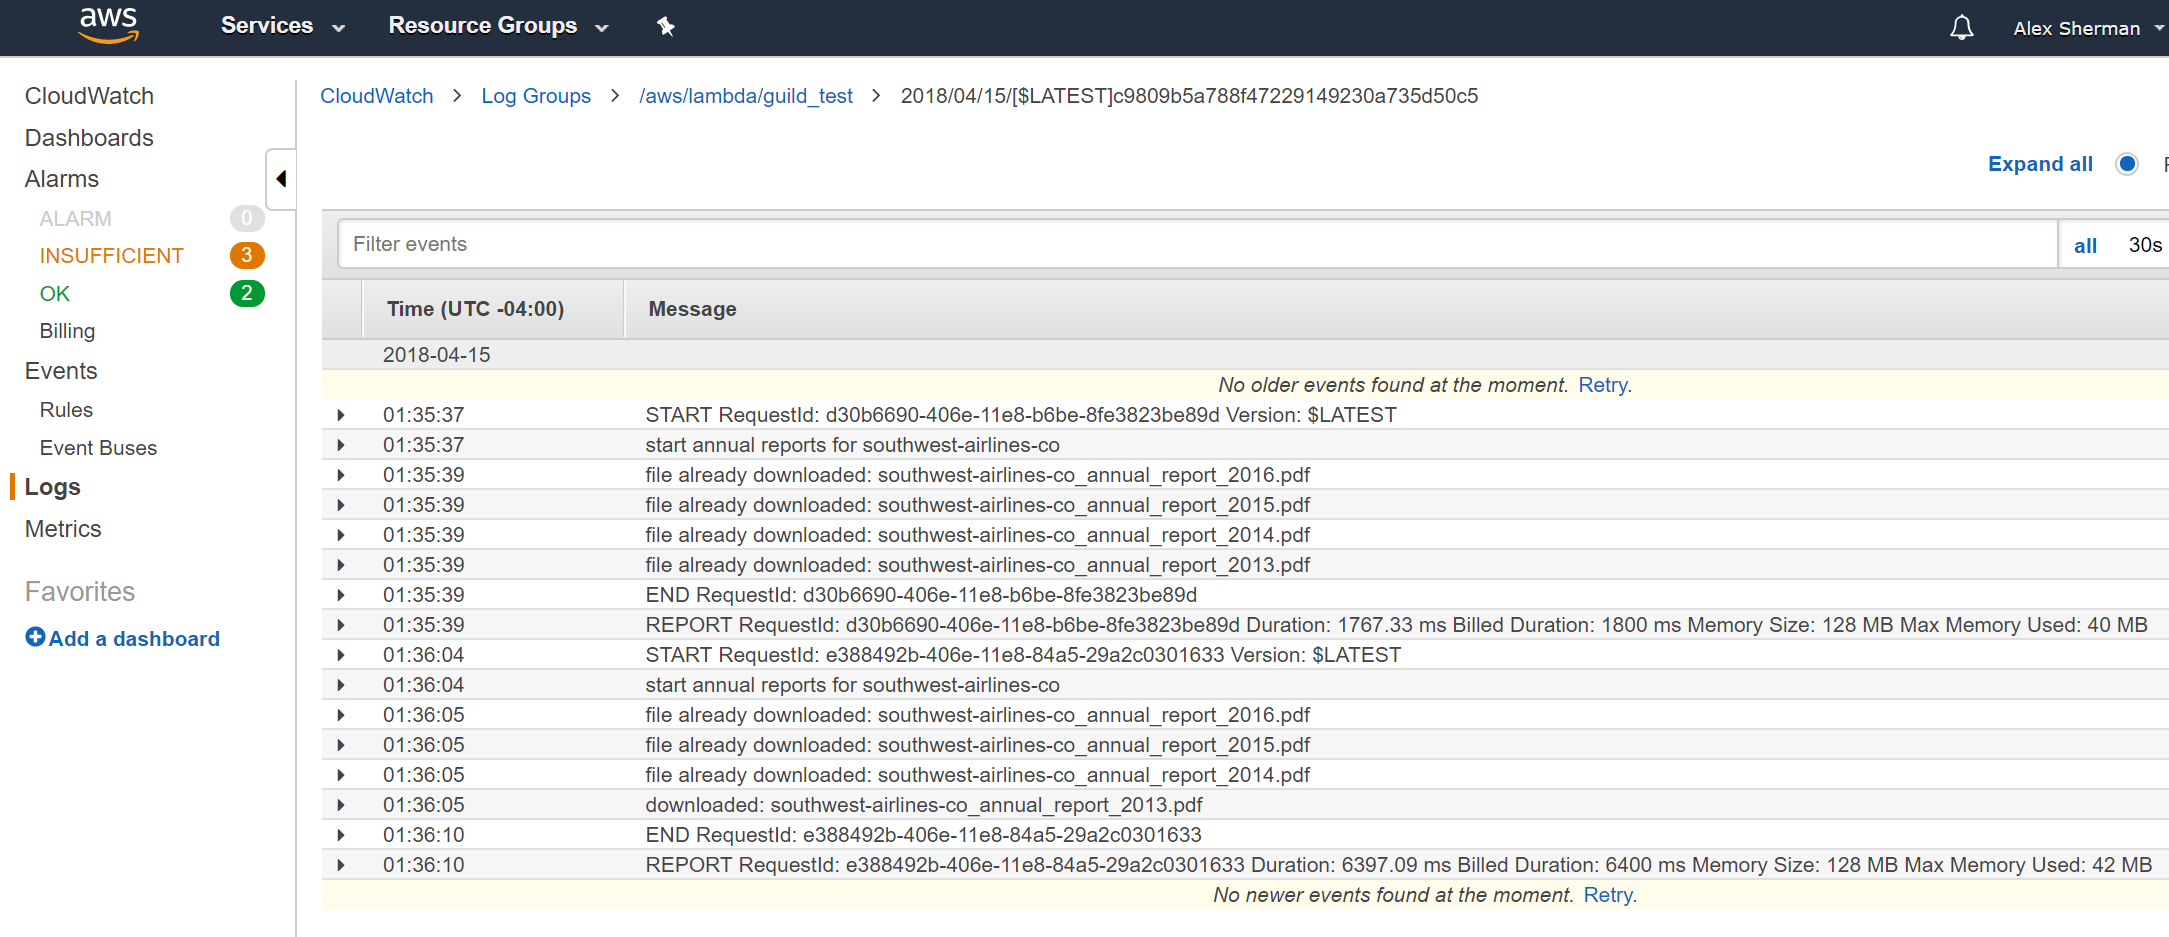 aws Services Resource Groups Alex Sherman
CloudWatch
Dashboards
Alarms
ALARM 0
INSUFFICIENT 3
OK 2
Billing
Events
Rules
Event Buses
Logs
Metrics
Favorites
Add a dashboard
CloudWatch > Log Groups > /aws/lambda/guild_test > 2018/04/15/[$LATEST]c9809b5a788f47229149230a735d50c5
Expand all
Filter events all 30s
Time (UTC -04:00) Message
2018-04-15
No older events found at the moment. Retry.
01:35:37 START RequestId: d30b6690-406e-11e8-b6be-8fe3823be89d Version: $LATEST
01:35:37 start annual reports for southwest-airlines-co
01:35:39 file already downloaded: southwest-airlines-co_annual_report_2016.pdf
01:35:39 file already downloaded: southwest-airlines-co_annual_report_2015.pdf
01:35:39 file already downloaded: southwest-airlines-co_annual_report_2014.pdf
01:35:39 file already downloaded: southwest-airlines-co_annual_report_2013.pdf
01:35:39 END RequestId: d30b6690-406e-11e8-b6be-8fe3823be89d
01:35:39 REPORT RequestId: d30b6690-406e-11e8-b6be-8fe3823be89d Duration: 1767.33 ms Billed Duration: 1800 ms Memory Size: 128 MB Max Memory Used: 40 MB
01:36:04 START RequestId: e388492b-406e-11e8-84a5-29a2c0301633 Version: $LATEST
01:36:04 start annual reports for southwest-airlines-co
01:36:05 file already downloaded: southwest-airlines-co_annual_report_2016.pdf
01:36:05 file already downloaded: southwest-airlines-co_annual_report_2015.pdf
01:36:05 file already downloaded: southwest-airlines-co_annual_report_2014.pdf
01:36:05 downloaded: southwest-airlines-co_annual_report_2013.pdf
01:36:10 END RequestId: e388492b-406e-11e8-84a5-29a2c0301633
01:36:10 REPORT RequestId: e388492b-406e-11e8-84a5-29a2c0301633 Duration: 6397.09 ms Billed Duration: 6400 ms Memory Size: 128 MB Max Memory Used: 42 MB
No newer events found at the moment. Retry.